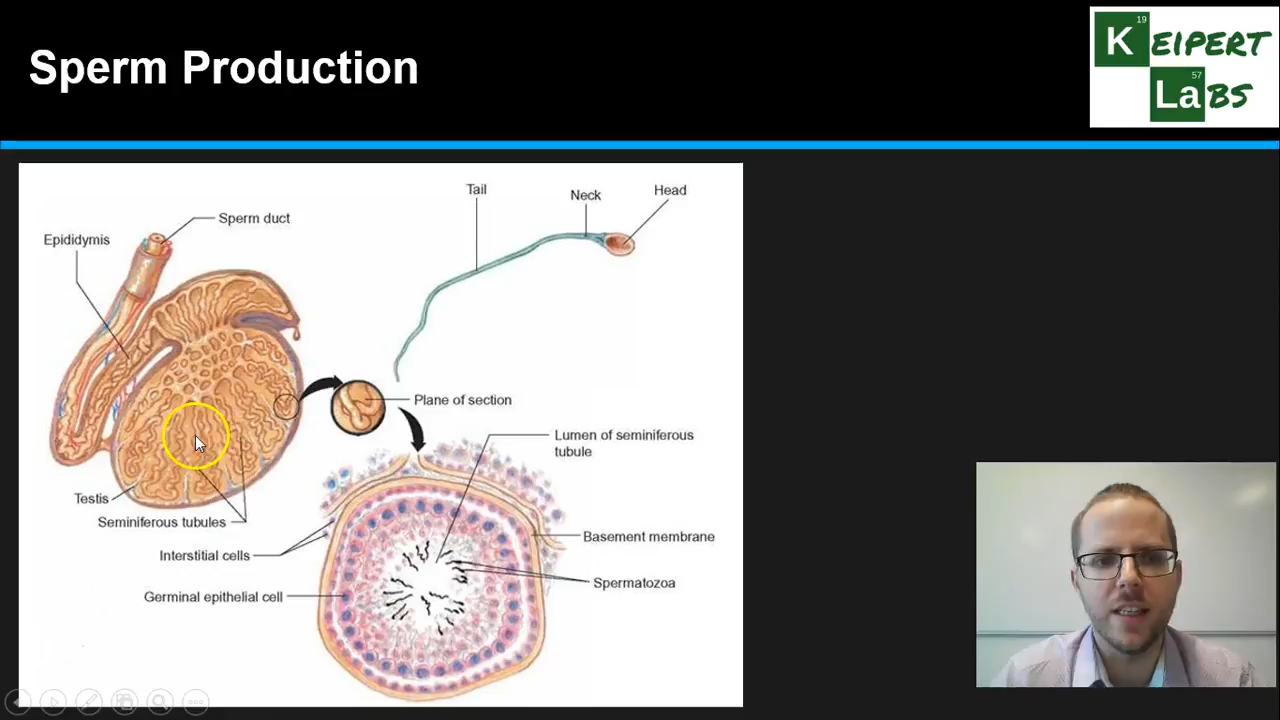 Sperm Production
19
K EIPERT
57
La BS
Tail
Neck
Head
Sperm duct
Epididymis
Plane of section
Lumen of seminiferous
tubule
Testis
Seminiferous tubules
Basement membrane
Interstitial cells
Spermatozoa
Germinal epithelial cell